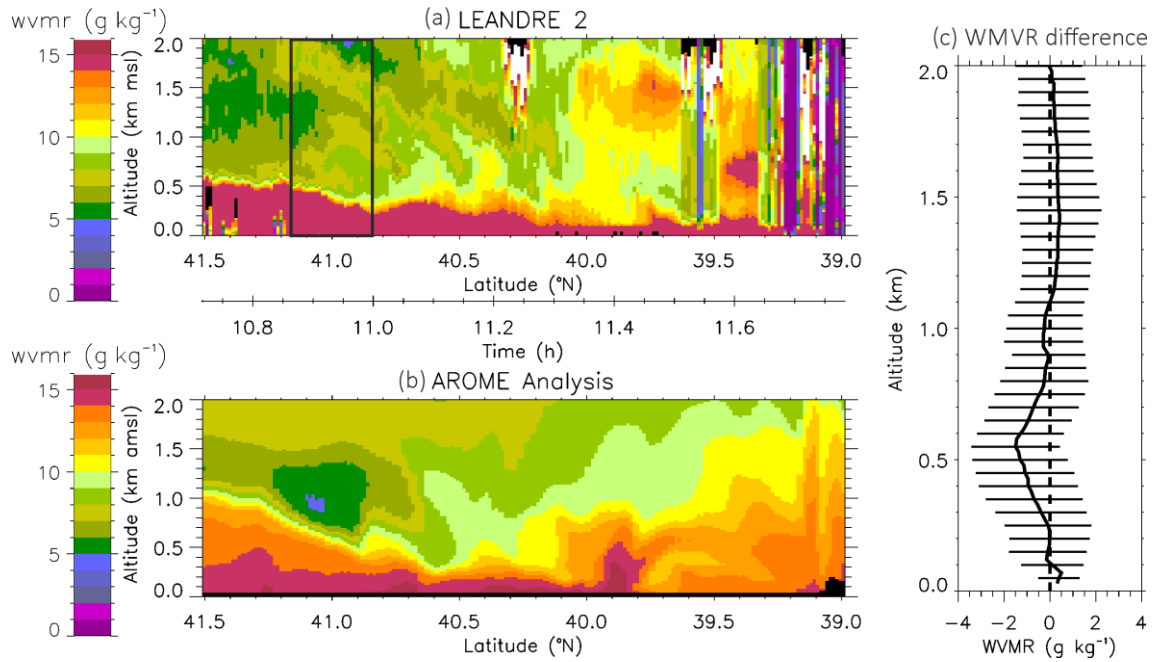 wvmr (g kg⁻¹)
(a) LEANDRE 2
(c) WMVR difference
15
10
5
0
Altitude (km msl)
2.0
1.5
1.0
0.5
0.0
41.5 41.0 40.5 40.0 39.5 39.0
Latitude (°N)
10.8 11.0 11.2 11.4 11.6
Time (h)
wvmr (g kg⁻¹)
(b) AROME Analysis
15
10
5
0
Altitude (km amsl)
2.0
1.5
1.0
0.5
0.0
41.5 41.0 40.5 40.0 39.5 39.0
Latitude (°N)
Altitude (km)
2.0
1.5
1.0
0.5
0.0
−4 −2 0 2 4
WVMR (g kg⁻¹)